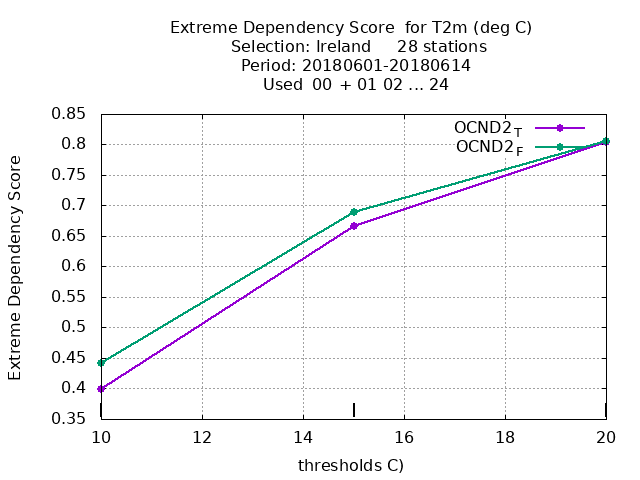 Extreme Dependency Score  for T2m (deg C)
Selection: Ireland     28 stations
Period: 20180601-20180614
Used  00 + 01 02 ... 24
0.85
0.8
0.75
0.7
0.65
0.6
0.55
0.5
0.45
0.4
0.35
Extreme Dependency Score
OCND2T
OCND2F
10 12 14 16 18 20
thresholds C)